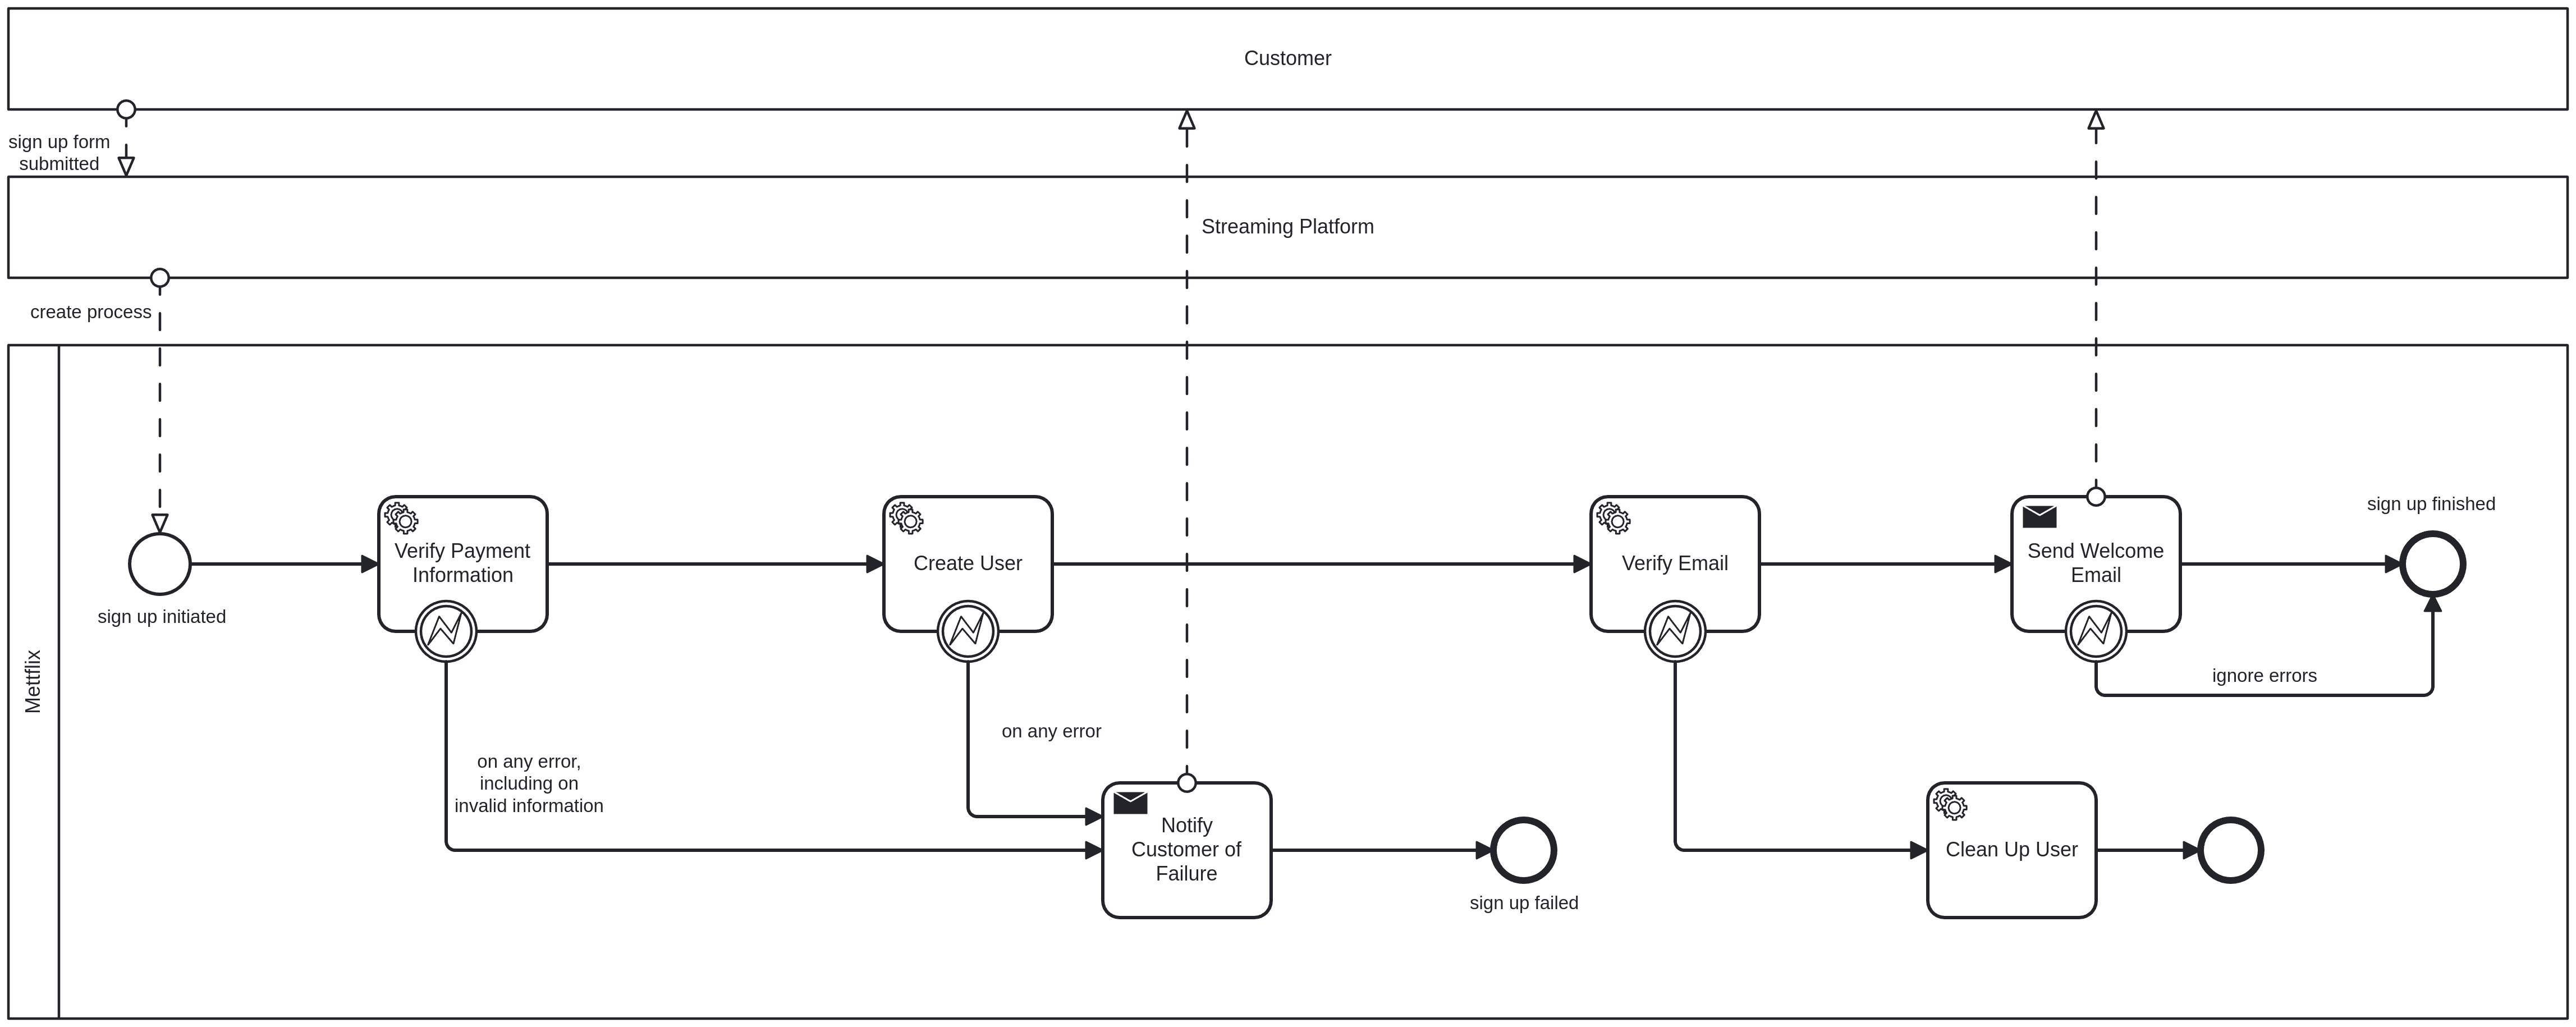 Customer
sign up form
submitted
Streaming Platform
create process
Mettflix
sign up initiated
Verify Payment
Information
Create User
Verify Email
Send Welcome
Email
sign up finished
ignore errors
on any error
on any error,
including on
invalid information
Notify
Customer of
Failure
sign up failed
Clean Up User